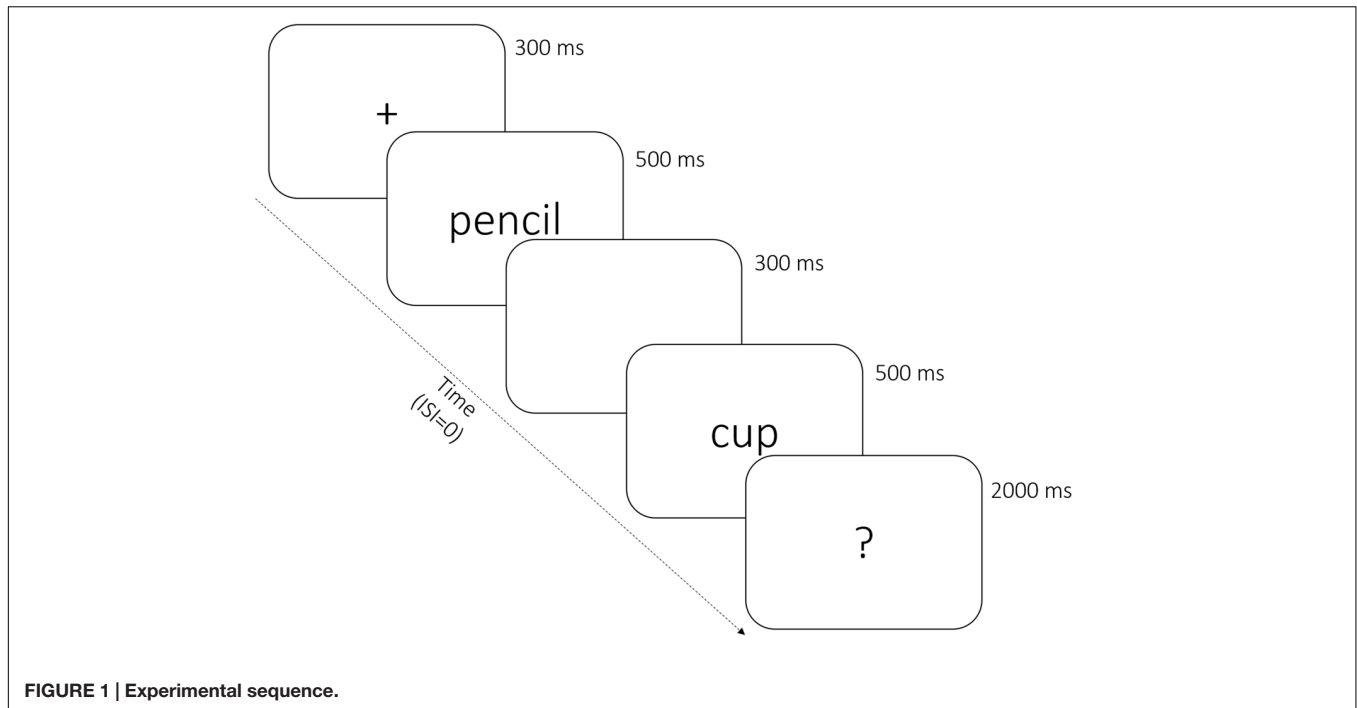 300 ms
+
500 ms
pencil
300 ms
500 ms
cup
2000 ms
?
Time
(ISI=0)
FIGURE 1 | Experimental sequence.